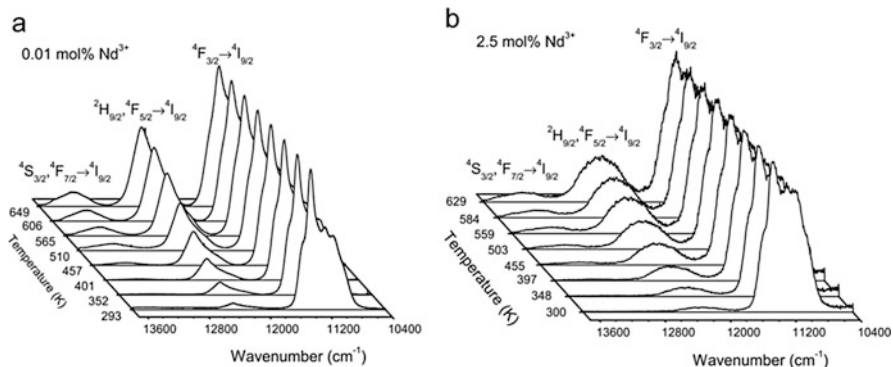 a
0.01 mol% Nd³⁺
⁴F₃/₂→⁴I₉/₂
²H₉/₂,⁴F₅/₂→⁴I₉/₂
⁴S₃/₂,⁴F₇/₂→⁴I₉/₂
649
606
565
510
457
401
352
293
Temperature (K)
13600 12800 12000 11200 10400
Wavenumber (cm⁻¹)
b
2.5 mol% Nd³⁺
⁴F₃/₂→⁴I₉/₂
²H₉/₂,⁴F₅/₂→⁴I₉/₂
⁴S₃/₂,⁴F₇/₂→⁴I₉/₂
629
584
559
503
455
397
348
300
Temperature (K)
13600 12800 12000 11200 10400
Wavenumber (cm⁻¹)